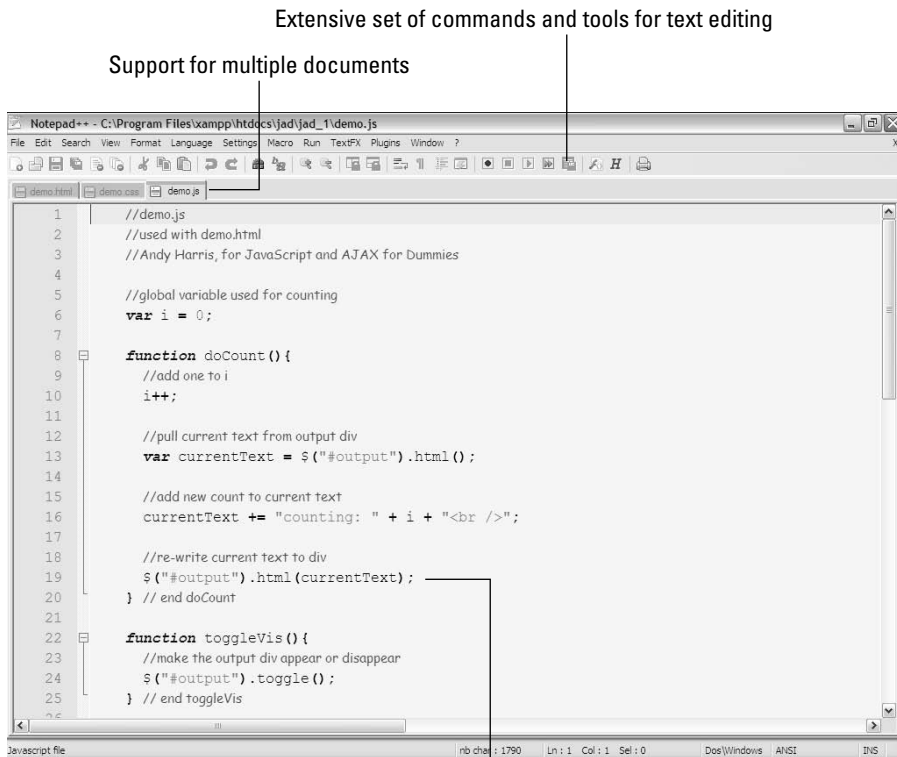 Extensive set of commands and tools for text editing
Support for multiple documents
Notepad++ - C:\Program Files\xampp\htdocs\jad\jad_1\demo.js
File Edit Search View Format Language Settings Macro Run TextFX Plugins Window ? X
demo.html demo.css demo.js
1 //demo.js
2 //used with demo.html
3 //Andy Harris, for JavaScript and AJAX for Dummies
4
5 //global variable used for counting
6 var i = 0;
7
8 function doCount(){
9 //add one to i
10 i++;
11
12 //pull current text from output div
13 var currentText = $("#output").html();
14
15 //add new count to current text
16 currentText += "counting: " + i + "<br />";
17
18 //re-write current text to div
19 $("#output").html(currentText);
20 } // end doCount
21
22 function toggleVis(){
23 //make the output div appear or disappear
24 $("#output").toggle();
25 } // end toggleVis
26
Javascript file nb char : 1790 Ln : 1 Col : 1 Sel : 0 Dos\Windows ANSI INS